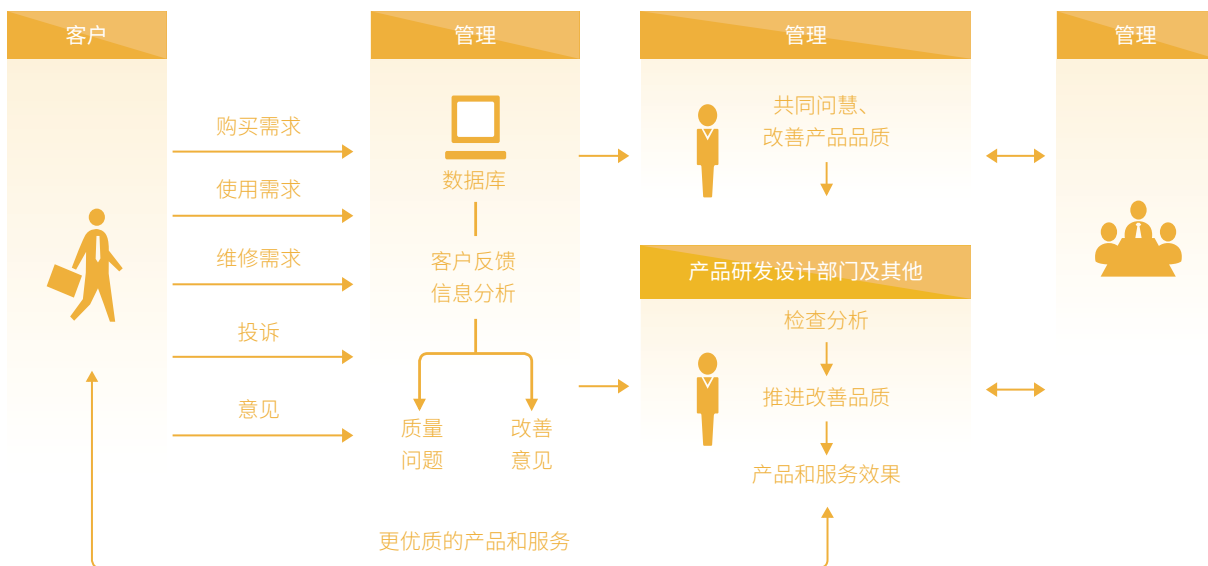 客户
购买需求
使用需求
维修需求
投诉
意见
管理
数据库
客户反馈
信息分析
质量
问题
改善
意见
更优质的产品和服务
管理
共同问慧、
改善产品品质
产品研发设计部门及其他
检查分析
推进改善品质
产品和服务效果
管理